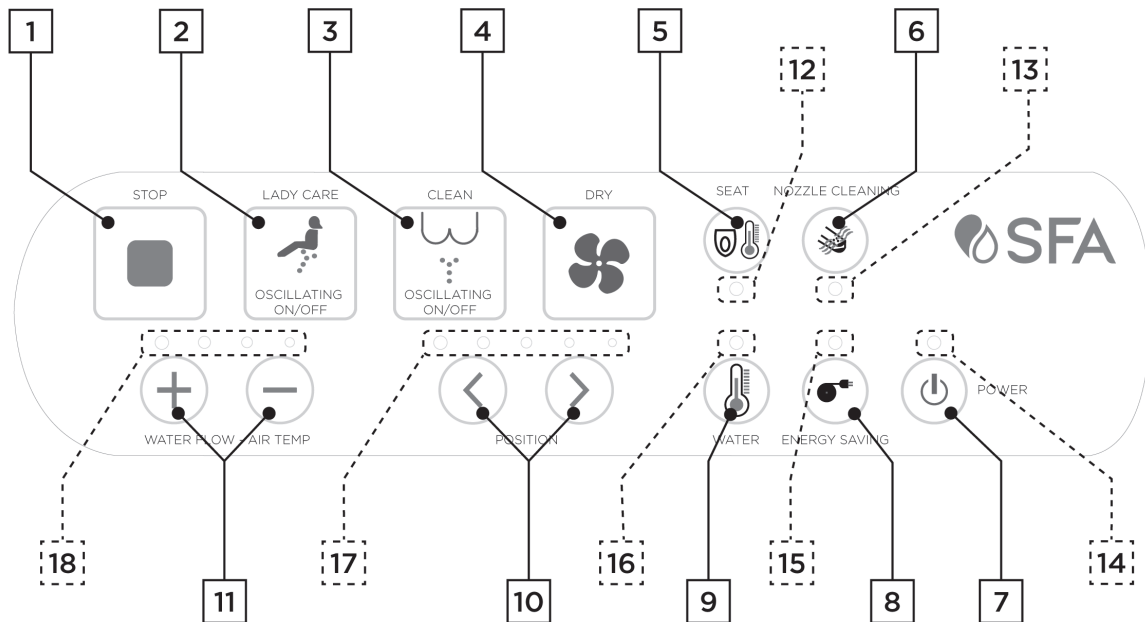 1 2 3 4 5 6
12 13
STOP LADY CARE CLEAN DRY SEAT NOZZLE CLEANING
SFA
OSCILLATING
ON/OFF
OSCILLATING
ON/OFF
POWER
WATER FLOW - AIR TEMP POSITION WATER ENERGY SAVING
18 17 16 15 14
11 10 9 8 7